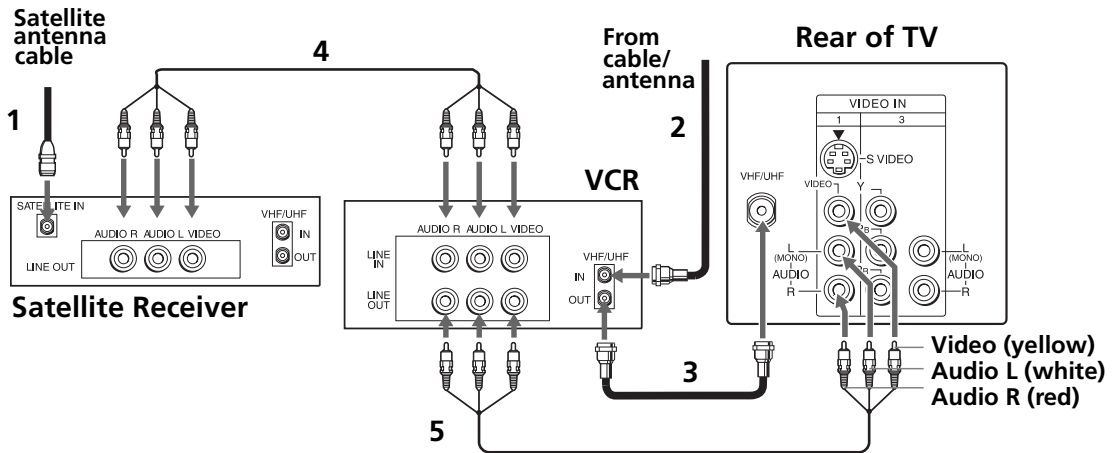 Satellite
antenna
cable
1
4
From
cable/
antenna
2
Rear of TV
VIDEO IN
1
3
S VIDEO
VHF/UHF
VIDEO
Y
L
(MONO)
AUDIO
R
L
(MONO)
AUDIO
R
SATELLITE IN
VHF/UHF
IN
OUT
AUDIO R AUDIO L VIDEO
LINE OUT
Satellite Receiver
VCR
AUDIO R AUDIO L VIDEO
LINE
IN
LINE
OUT
VHF/UHF
IN
OUT
3
5
Video (yellow)
Audio L (white)
Audio R (red)